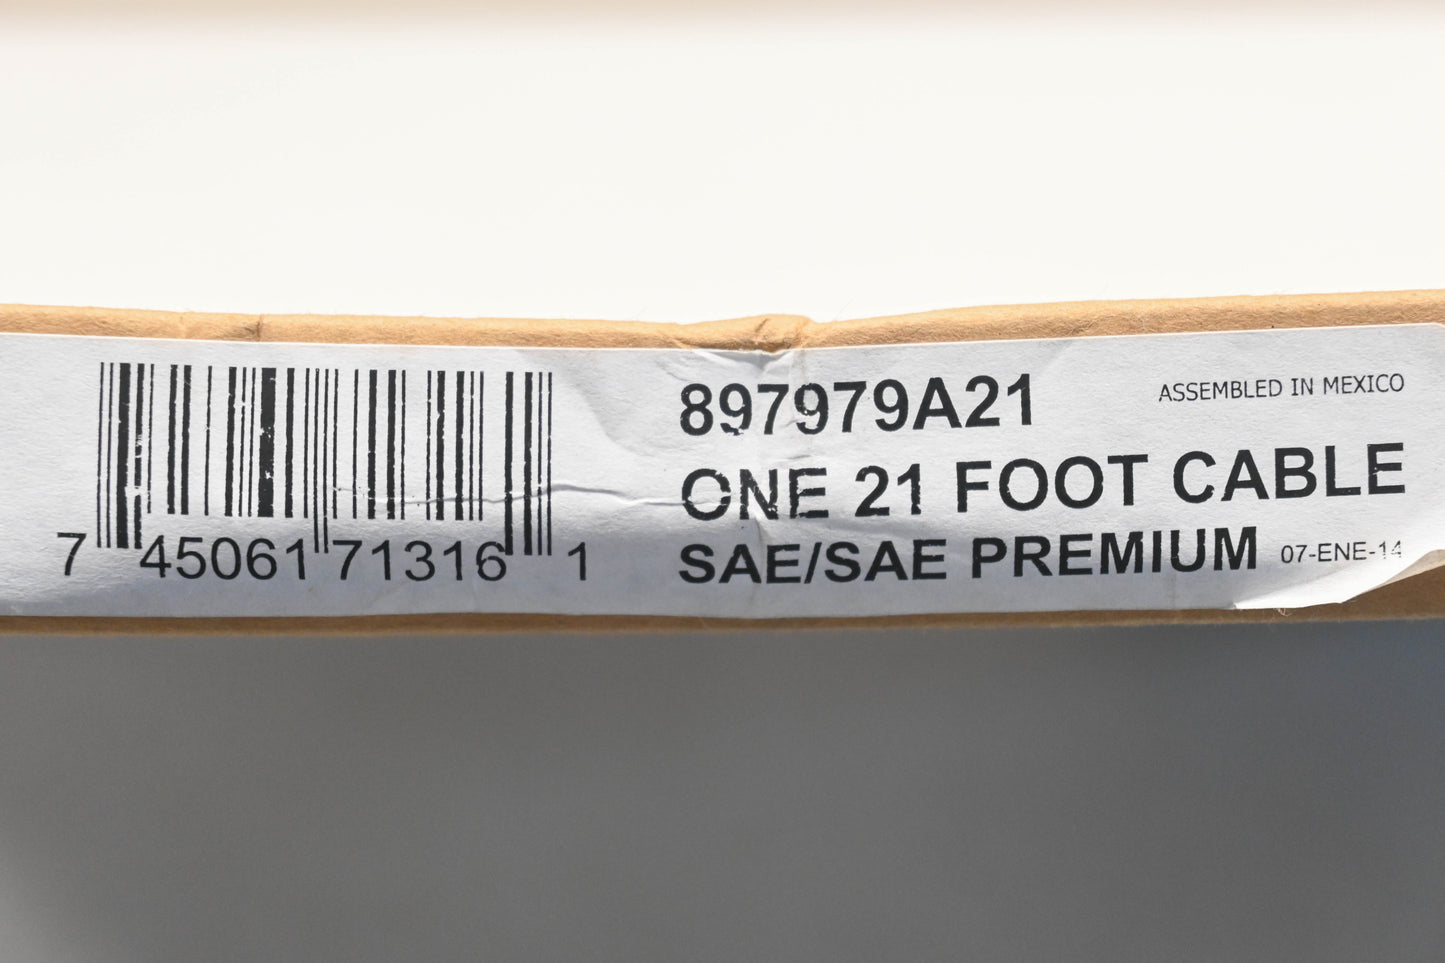 897979A21
ASSEMBLED IN MEXICO
ONE 21 FOOT CABLE
SAE/SAE PREMIUM 07-ENE-14
7 45061 71316 1